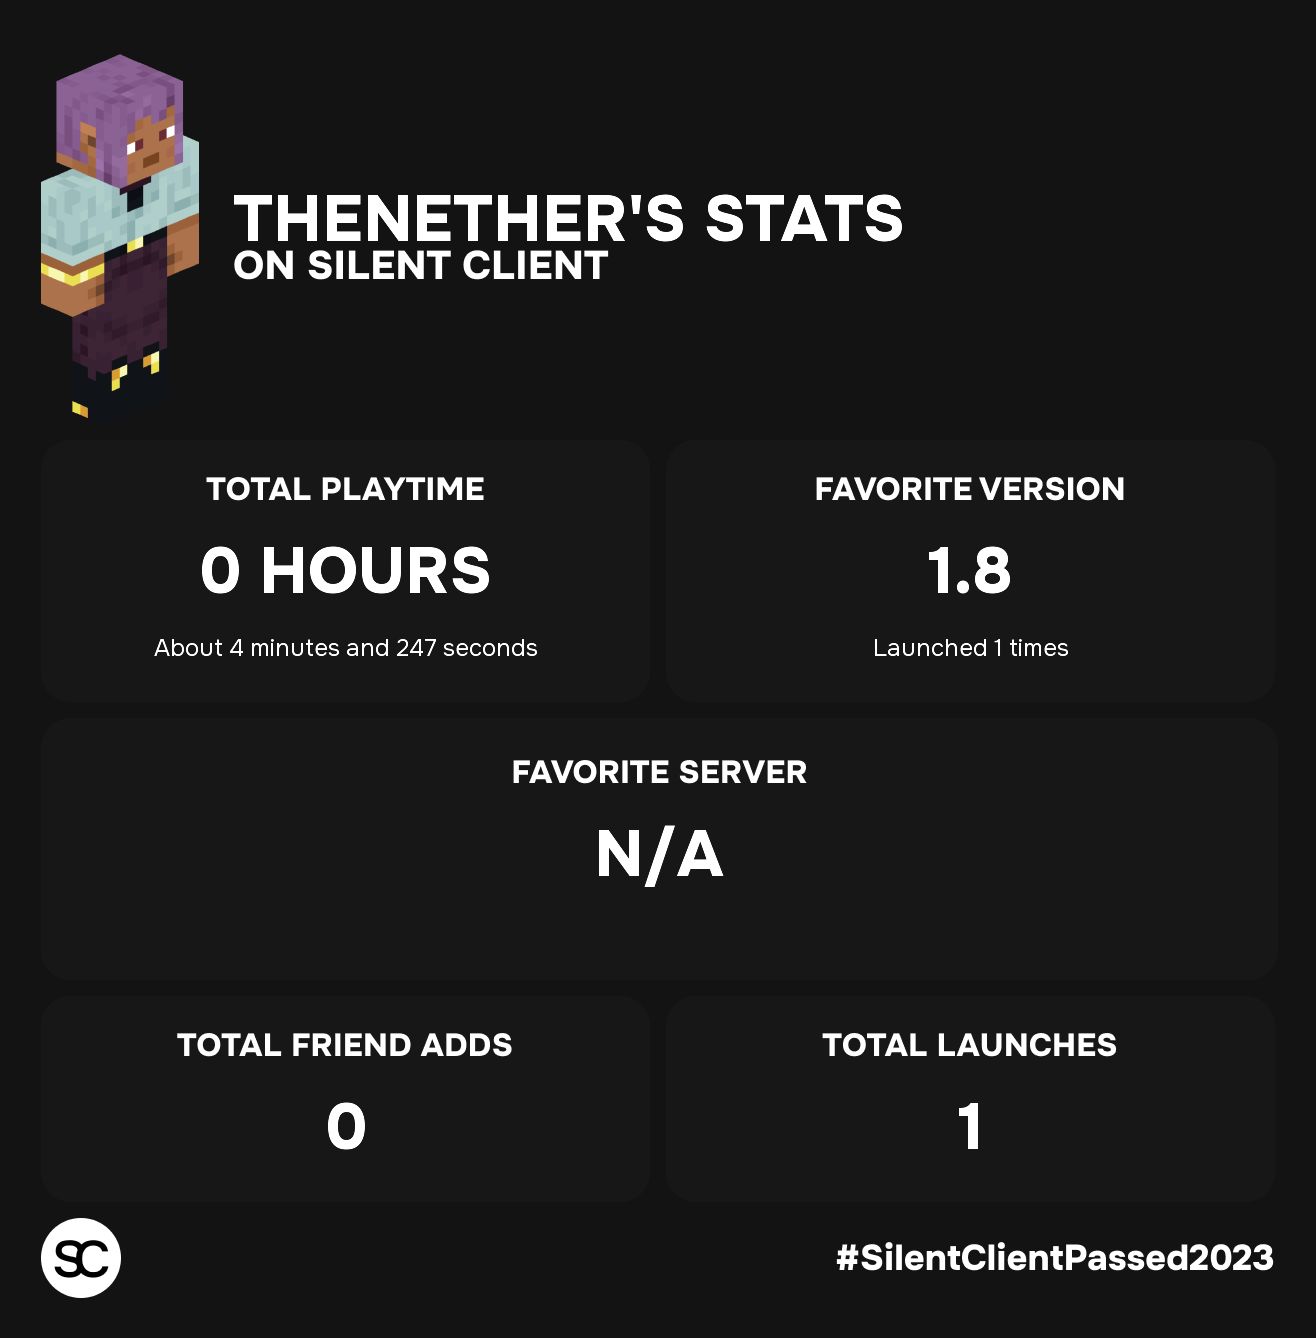 THENETHER'S STATS
ON SILENT CLIENT
TOTAL PLAYTIME
0 HOURS
About 4 minutes and 247 seconds
FAVORITE VERSION
1.8
Launched 1 times
FAVORITE SERVER
N/A
TOTAL FRIEND ADDS
0
TOTAL LAUNCHES
1
SC
#SilentClientPassed2023